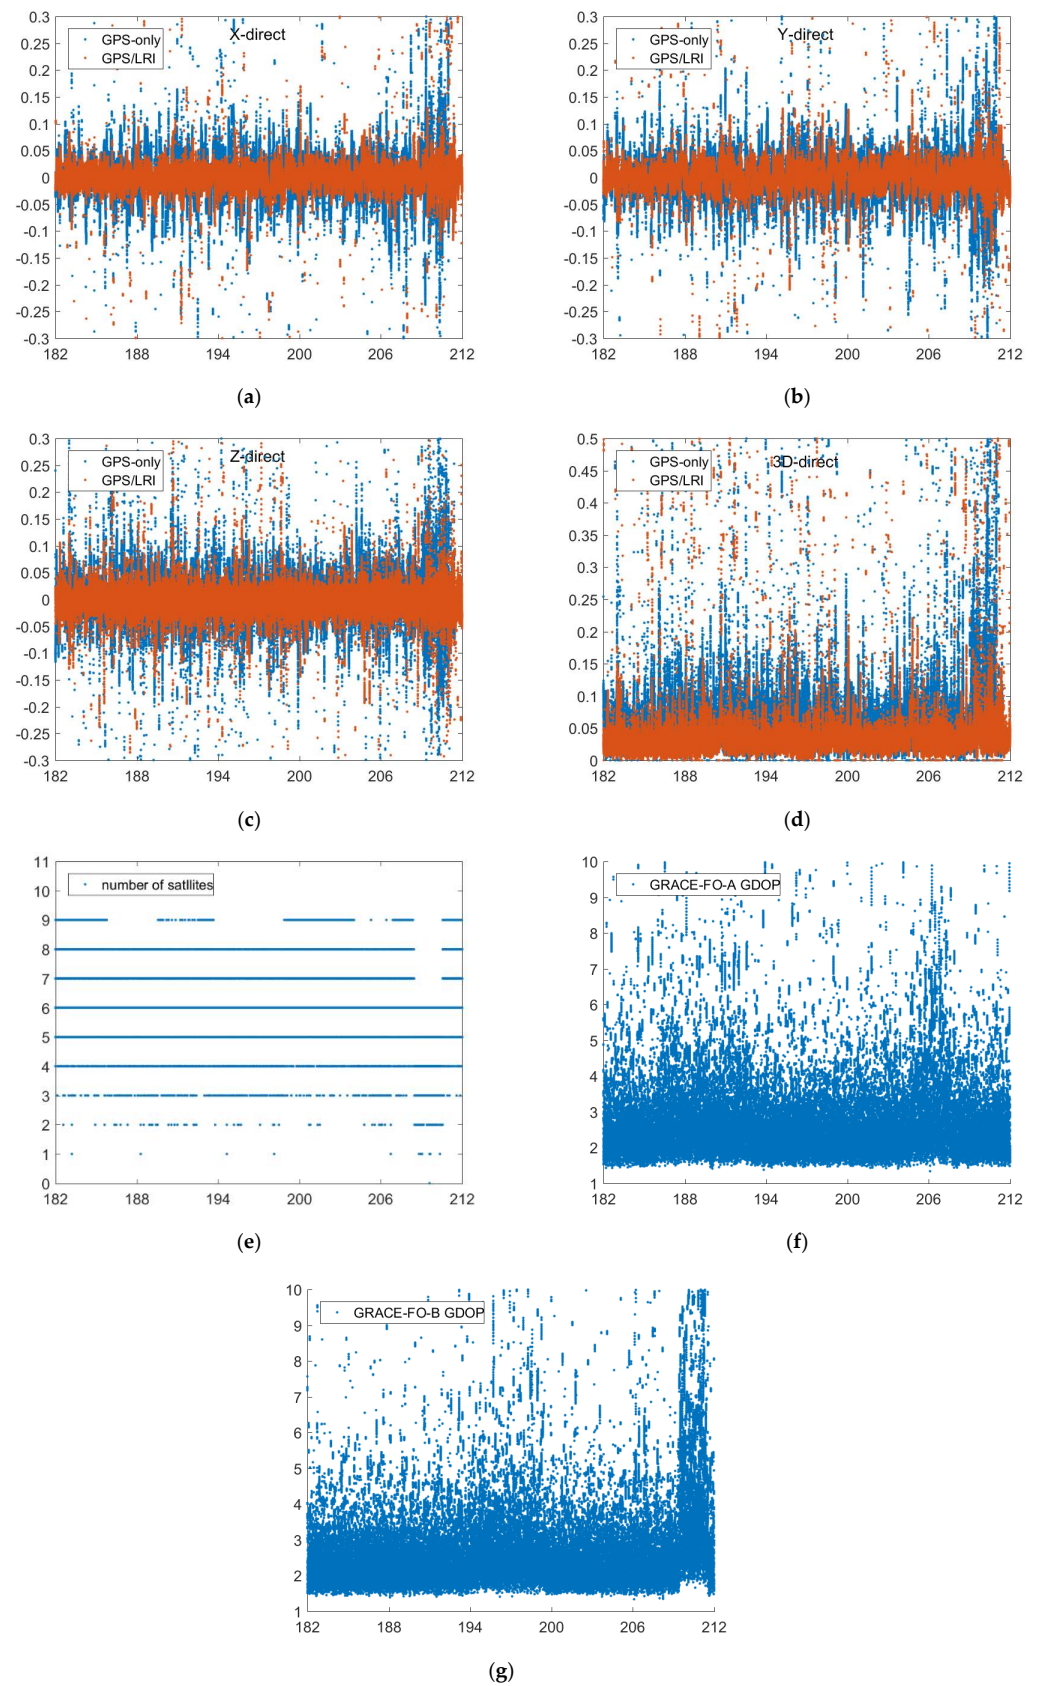 X-direct
GPS-only
GPS/LRI
0.3
0.25
0.2
0.15
0.1
0.05
0
-0.05
-0.1
-0.15
-0.2
-0.25
-0.3
182 188 194 200 206 212
(a)
Y-direct
GPS-only
GPS/LRI
0.3
0.25
0.2
0.15
0.1
0.05
0
-0.05
-0.1
-0.15
-0.2
-0.25
-0.3
182 188 194 200 206 212
(b)
Z-direct
GPS-only
GPS/LRI
0.3
0.25
0.2
0.15
0.1
0.05
0
-0.05
-0.1
-0.15
-0.2
-0.25
-0.3
182 188 194 200 206 212
(c)
3D-direct
GPS-only
GPS/LRI
0.5
0.45
0.4
0.35
0.3
0.25
0.2
0.15
0.1
0.05
0
182 188 194 200 206 212
(d)
number of satllites
11
10
9
8
7
6
5
4
3
2
1
0
182 188 194 200 206 212
(e)
GRACE-FO-A GDOP
10
9
8
7
6
5
4
3
2
1
182 188 194 200 206 212
(f)
GRACE-FO-B GDOP
10
9
8
7
6
5
4
3
2
1
182 188 194 200 206 212
(g)